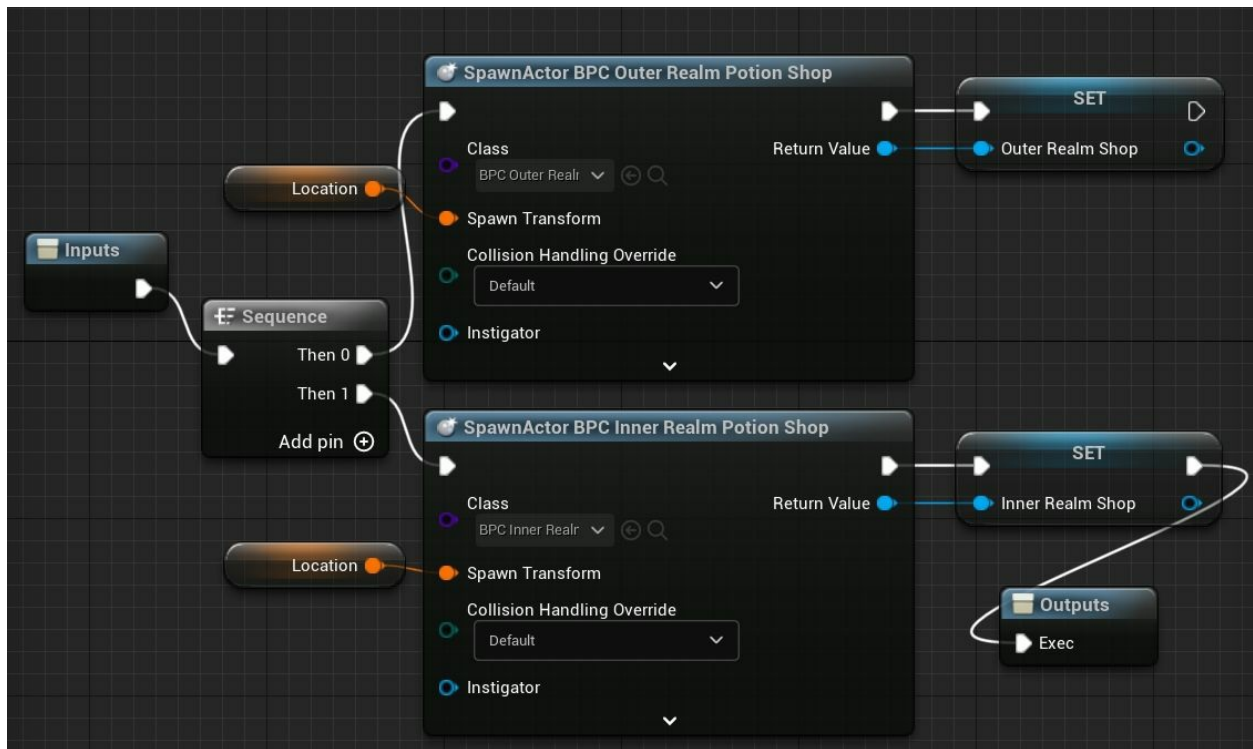 SpawnActor BPC Outer Realm Potion Shop
Class
Return Value
BPC Outer Realr
Location
Spawn Transform
Collision Handling Override
Default
Instigator
SET
Outer Realm Shop
Inputs
Sequence
Then 0
Then 1
Add pin
SpawnActor BPC Inner Realm Potion Shop
Class
Return Value
BPC Inner Realr
Location
Spawn Transform
Collision Handling Override
Default
Instigator
SET
Inner Realm Shop
Outputs
Exec